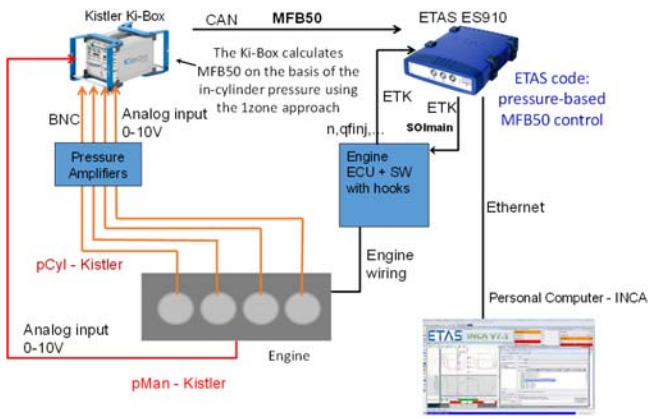 Kistler Ki-Box
CAN
MFB50
ETAS ES910
The Ki-Box calculates
MFB50 on the basis of the
in-cylinder pressure using
the 1zone approach
ETAS code:
pressure-based
MFB50 control
BNC
Analog input
0-10V
ETK
ETK
n,qfinj,...
SOImain
Pressure
Amplifiers
Engine
ECU + SW
with hooks
Ethernet
pCyl - Kistler
Engine
wiring
Personal Computer - INCA
Analog input
0-10V
Engine
pMan - Kistler
ETAS INCA V7.1